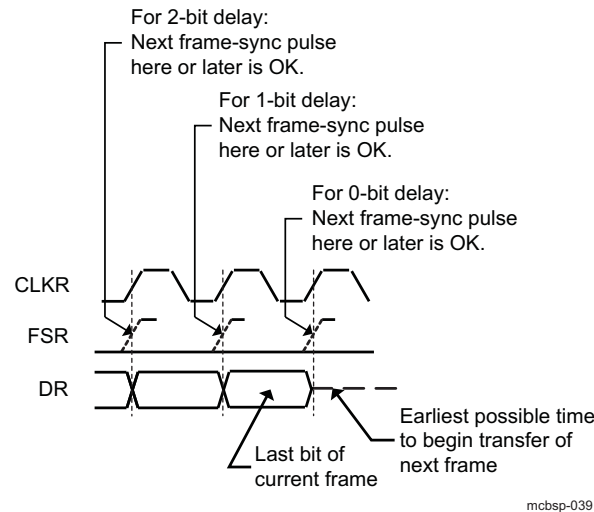 For 2-bit delay:
Next frame-sync pulse
here or later is OK.
For 1-bit delay:
Next frame-sync pulse
here or later is OK.
For 0-bit delay:
Next frame-sync pulse
here or later is OK.
CLKR
FSR
DR
Last bit of
current frame
Earliest possible time
to begin transfer of
next frame
mcbsp-039